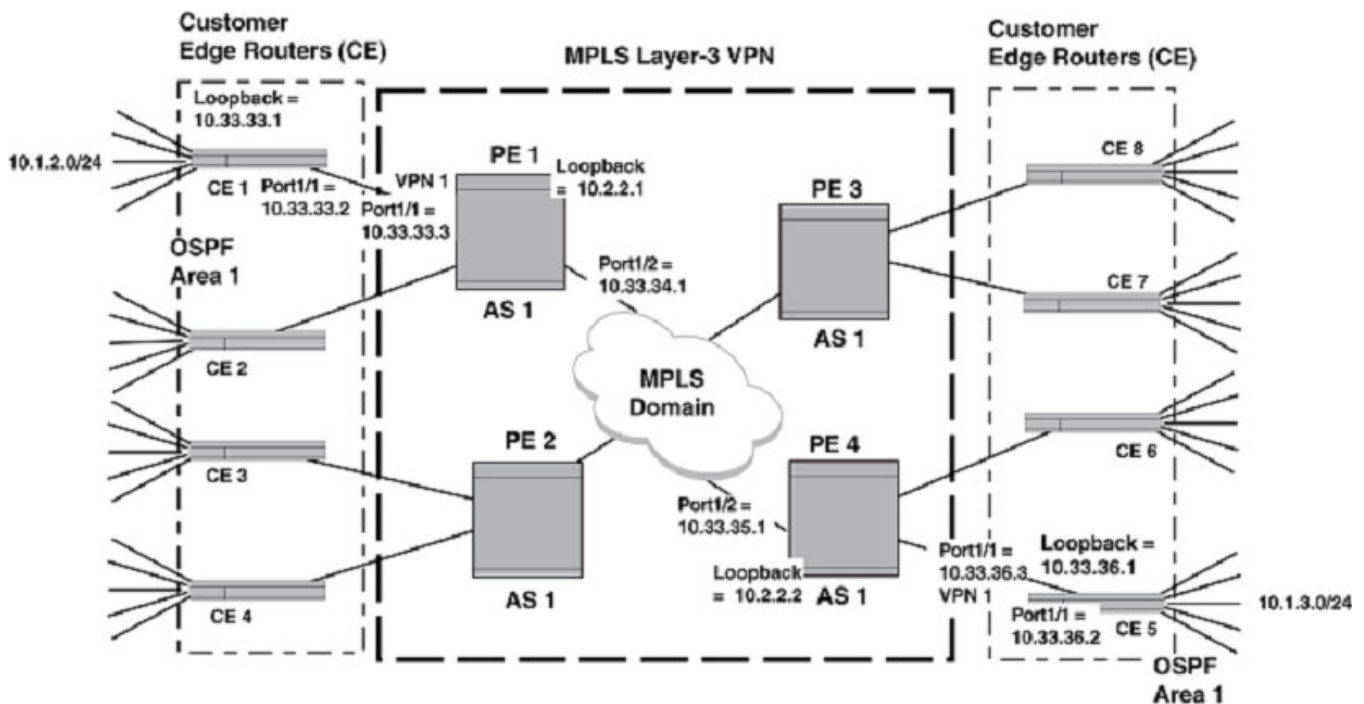 Customer
Edge Routers (CE)
MPLS Layer-3 VPN
Customer
Edge Routers (CE)
Loopback =
10.33.33.1
10.1.2.0/24
CE 1
Port1/1 =
10.33.33.2
VPN 1
Port1/1 =
10.33.33.3
PE 1
Loopback
= 10.2.2.1
AS 1
Port1/2 =
10.33.34.1
OSPF
Area 1
CE 2
CE 3
CE 4
PE 2
AS 1
MPLS
Domain
PE 3
AS 1
PE 4
AS 1
Port1/2 =
10.33.35.1
Loopback
= 10.2.2.2
CE 8
CE 7
CE 6
Port1/1 =
10.33.36.3
VPN 1
Loopback =
10.33.36.1
Port1/1 =
10.33.36.2
CE 5
10.1.3.0/24
OSPF
Area 1